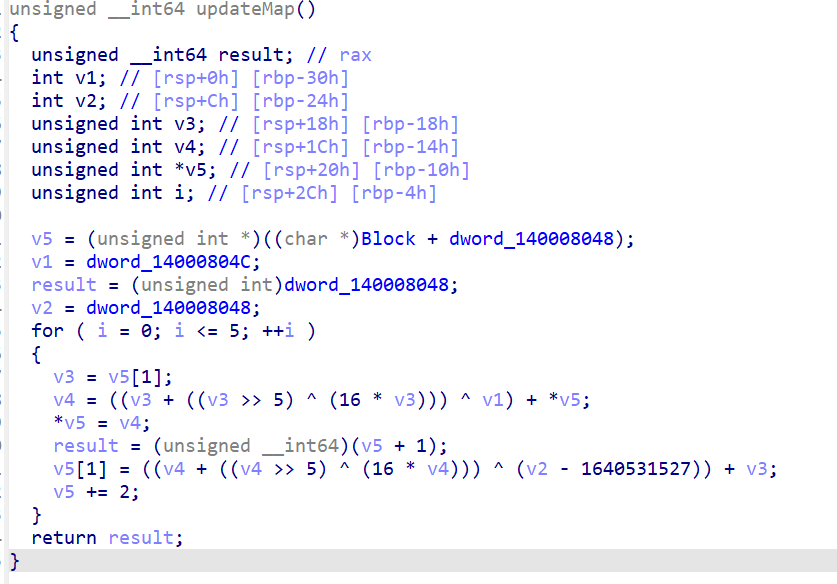 unsigned __int64 updateMap()
{
  unsigned __int64 result; // rax
  int v1; // [rsp+0h] [rbp-30h]
  int v2; // [rsp+Ch] [rbp-24h]
  unsigned int v3; // [rsp+18h] [rbp-18h]
  unsigned int v4; // [rsp+1Ch] [rbp-14h]
  unsigned int *v5; // [rsp+20h] [rbp-10h]
  unsigned int i; // [rsp+2Ch] [rbp-4h]

  v5 = (unsigned int *)((char *)Block + dword_140008048);
  v1 = dword_14000804C;
  result = (unsigned int)dword_140008048;
  v2 = dword_140008048;
  for ( i = 0; i <= 5; ++i )
  {
    v3 = v5[1];
    v4 = ((v3 + ((v3 >> 5) ^ (16 * v3))) ^ v1) + *v5;
    *v5 = v4;
    result = (unsigned __int64)(v5 + 1);
    v5[1] = ((v4 + ((v4 >> 5) ^ (16 * v4))) ^ (v2 - 1640531527)) + v3;
    v5 += 2;
  }
  return result;
}